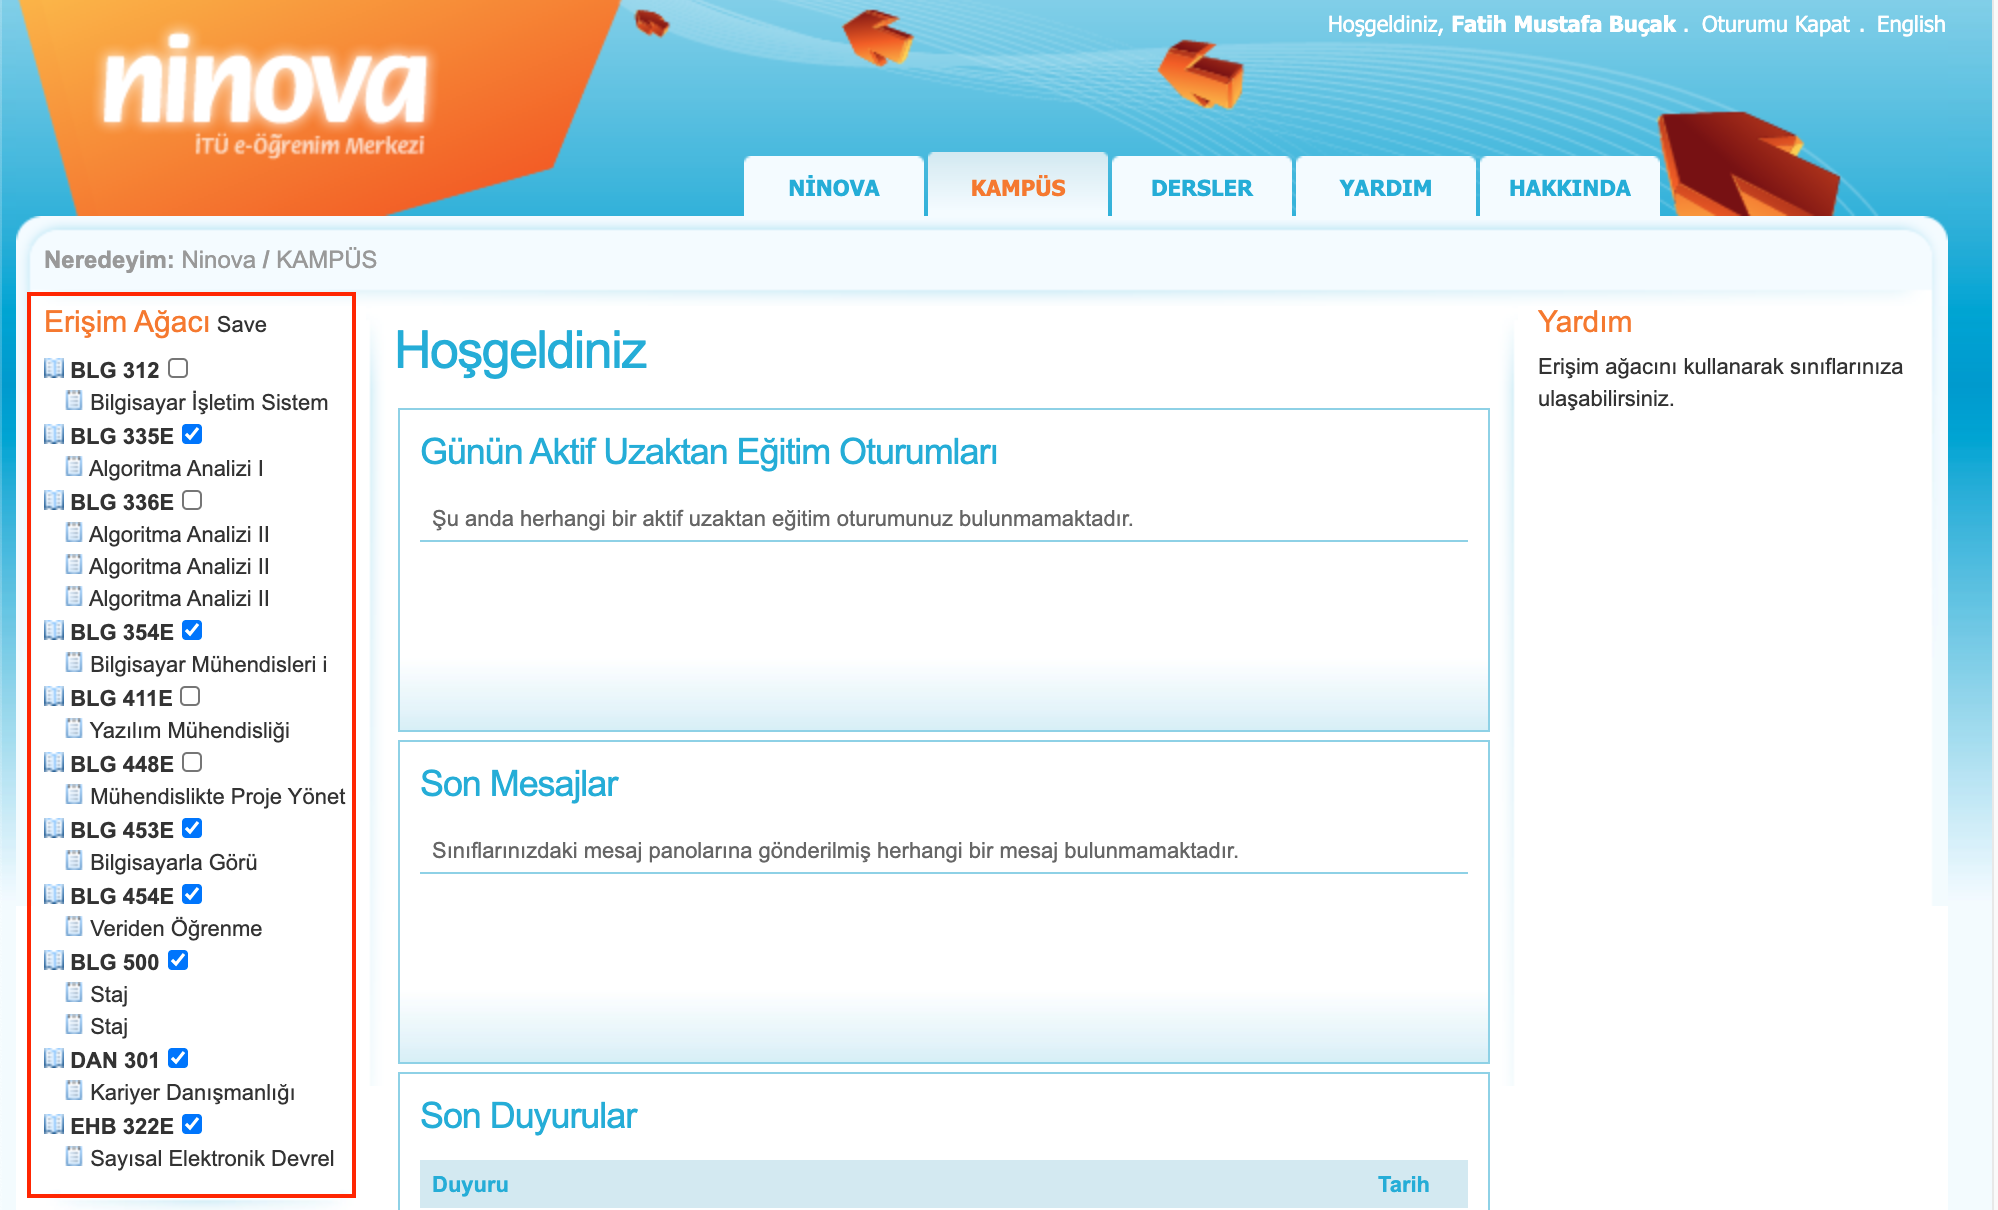 ninova
İTÜ e-Öğrenim Merkezi
Hoşgeldiniz, Fatih Mustafa Buçak . Oturumu Kapat . English
NİNOVA
KAMPÜS
DERSLER
YARDIM
HAKKINDA
Neredeyim: Ninova / KAMPÜS
Erişim Ağacı Save
BLG 312
Bilgisayar İşletim Sistem
BLG 335E
Algoritma Analizi I
BLG 336E
Algoritma Analizi II
Algoritma Analizi II
Algoritma Analizi II
BLG 354E
Bilgisayar Mühendisleri i
BLG 411E
Yazılım Mühendisliği
BLG 448E
Mühendislikte Proje Yönet
BLG 453E
Bilgisayarla Görü
BLG 454E
Veriden Öğrenme
BLG 500
Staj
Staj
DAN 301
Kariyer Danışmanlığı
EHB 322E
Sayısal Elektronik Devrel
Hoşgeldiniz
Günün Aktif Uzaktan Eğitim Oturumları
Şu anda herhangi bir aktif uzaktan eğitim oturumunuz bulunmamaktadır.
Son Mesajlar
Sınıflarınızdaki mesaj panolarına gönderilmiş herhangi bir mesaj bulunmamaktadır.
Son Duyurular
Duyuru Tarih
Yardım
Erişim ağacını kullanarak sınıflarınıza
ulaşabilirsiniz.